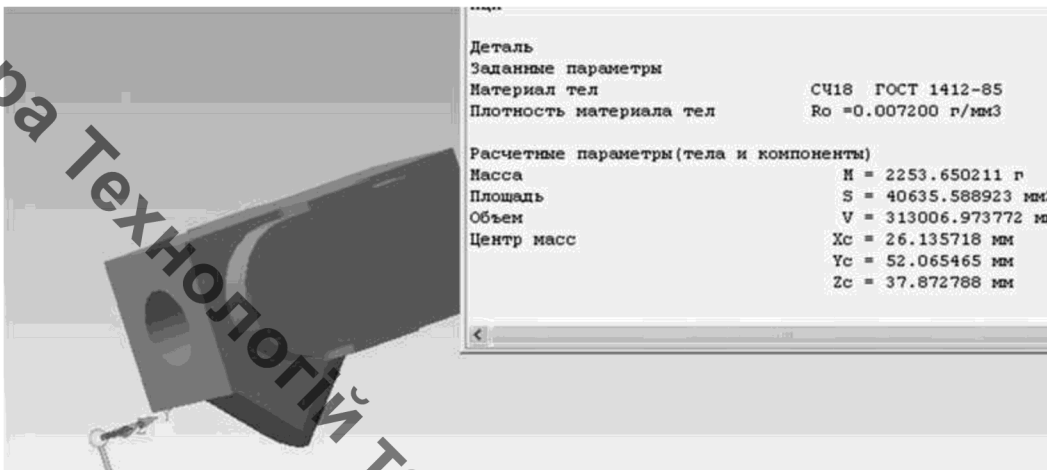 Деталь
Заданные параметры
Материал тел СЧ18 ГОСТ 1412-85
Плотность материала тел Ro =0.007200 г/мм3
Расчетные параметры(тела и компоненты)
Масса M = 2253.650211 г
Площадь S = 40635.588923
Объем V = 313006.973772
Центр масс Xc = 26.135718 мм
Yc = 52.065465 мм
Zc = 37.872788 мм
ра Технологій